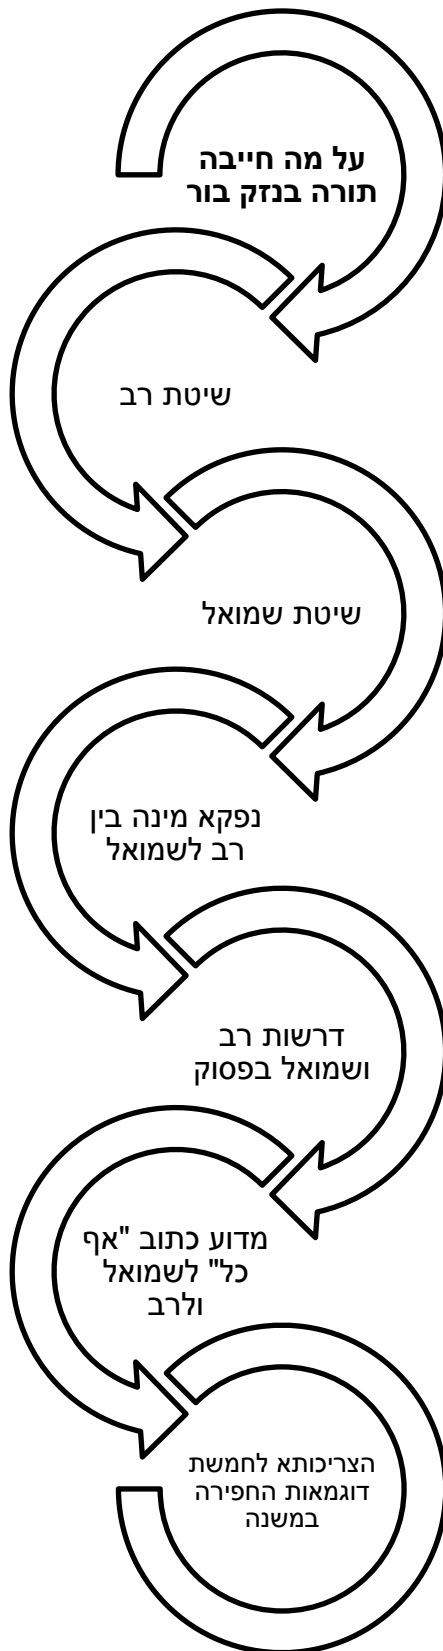 על מה חייבה
תורה בנזק בור
שיטת רב
שיטת שמואל
נפקא מינה בין
רב לשמואל
דרשות רב
ושמואל בפסוק
מדוע כתוב "אף
כל" לשמואל
ולרב
הצריכותא לחמשת
דוגמאות החפירה
במשנה